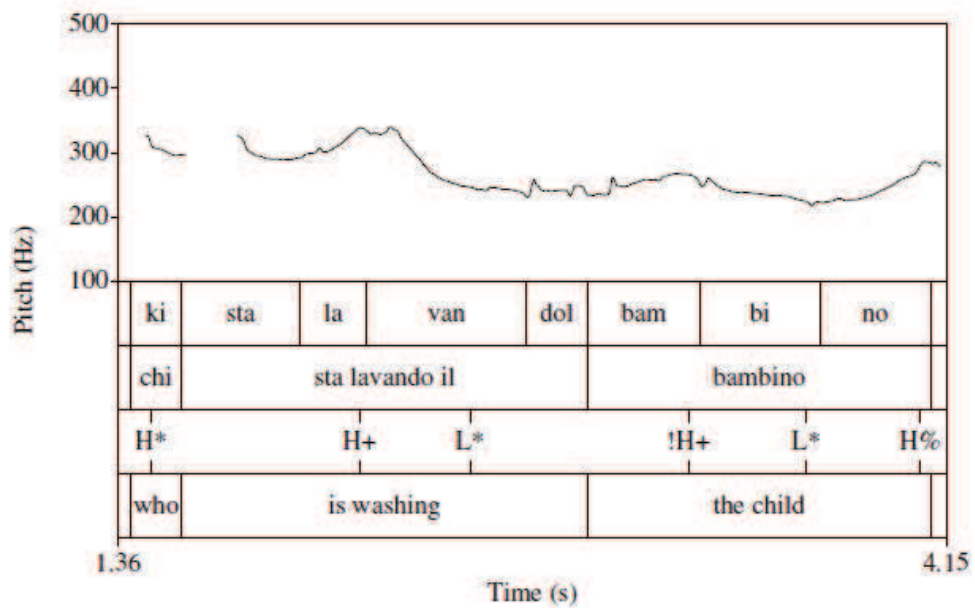 500
400
300
200
100
Pitch (Hz)
ki sta la van dol bam bi no
chi sta lavando il bambino
H* H+ L* !H+ L* H%
who is washing the child
1.36 4.15
Time (s)